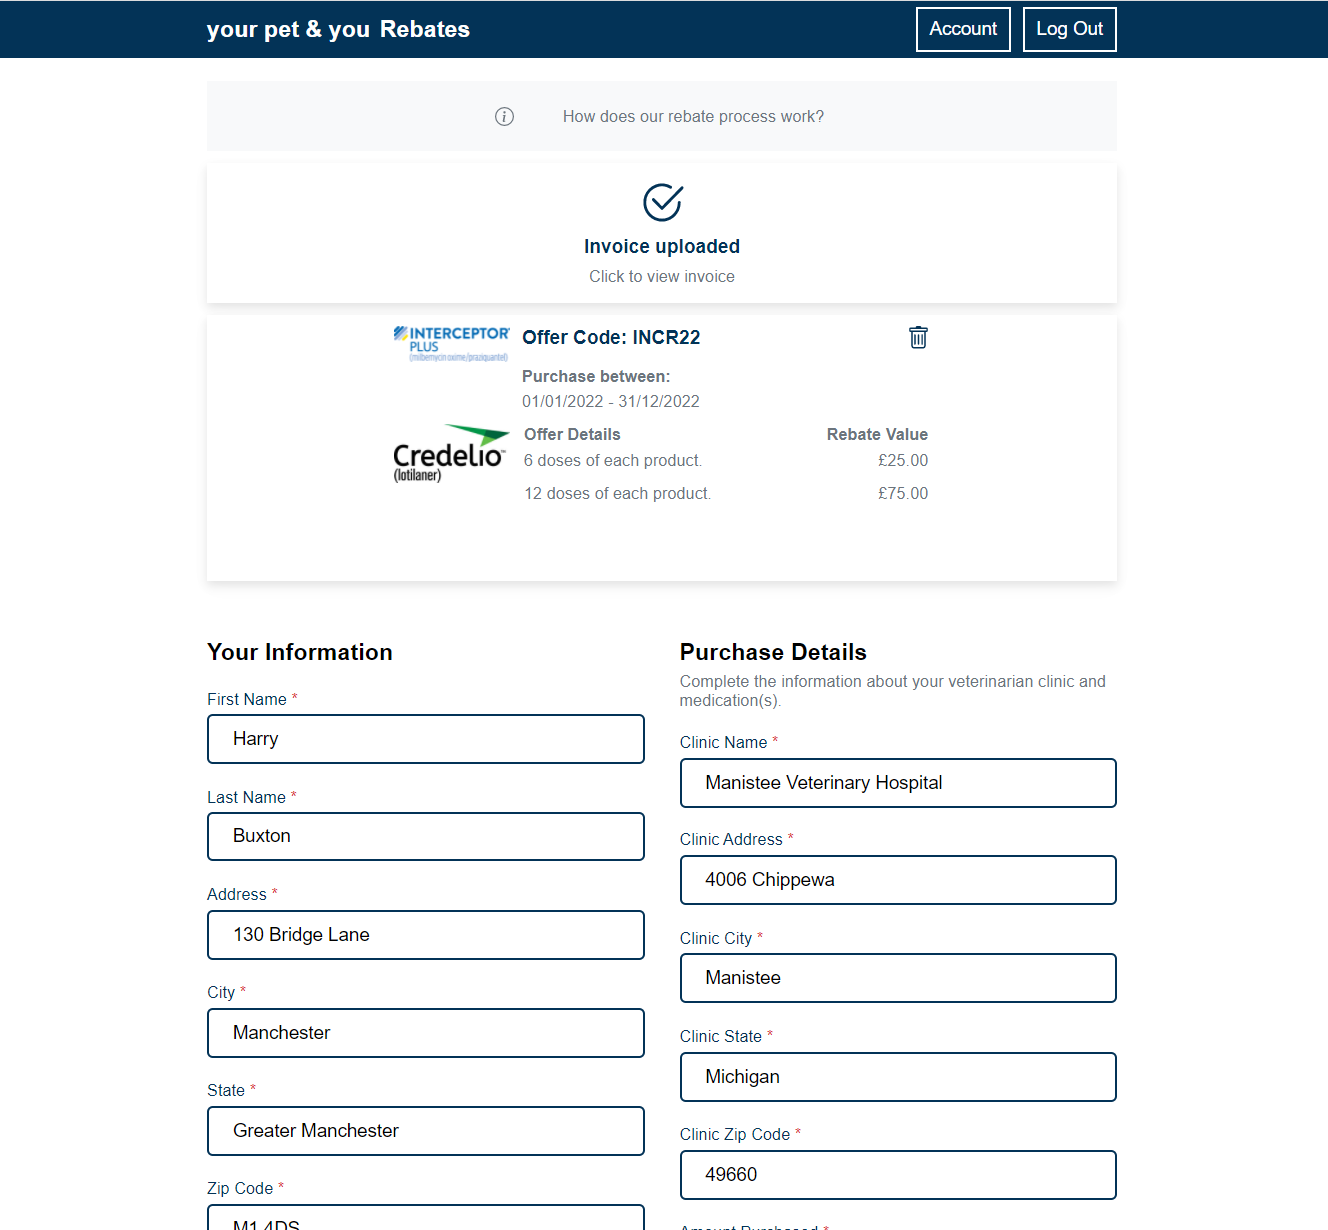 your pet & you Rebates
Account
Log Out
How does our rebate process work?
Invoice uploaded
Click to view invoice
INTERCEPTOR
PLUS
(milbemycin oxime/praziquantel)
Offer Code: INCR22
Purchase between:
01/01/2022 - 31/12/2022
Credelio™
(lotilaner)
Offer Details
Rebate Value
6 doses of each product.
£25.00
12 doses of each product.
£75.00
Your Information
First Name *
Harry
Last Name *
Buxton
Address *
130 Bridge Lane
City *
Manchester
State *
Greater Manchester
Zip Code *
M1 4DS
Purchase Details
Complete the information about your veterinarian clinic and
medication(s).
Clinic Name *
Manistee Veterinary Hospital
Clinic Address *
4006 Chippewa
Clinic City *
Manistee
Clinic State *
Michigan
Clinic Zip Code *
49660
Amount Purchased *